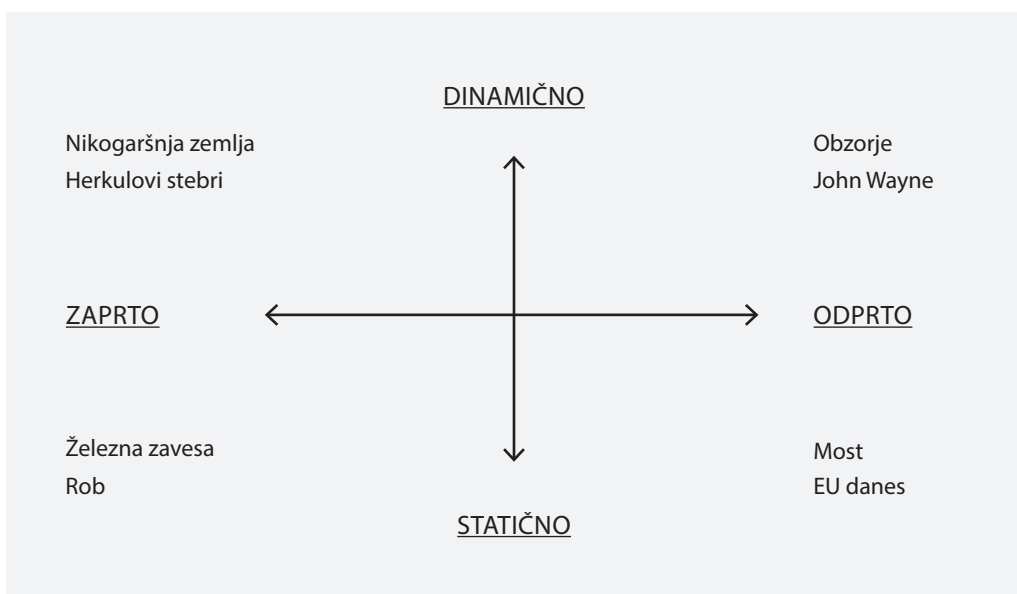 DINAMIČNO
Nikogaršnja zemlja
Herkulovi stebri
Obzorje
John Wayne
ZAPRTO
ODPRTO
Železna zavesa
Rob
Most
EU danes
STATIČNO